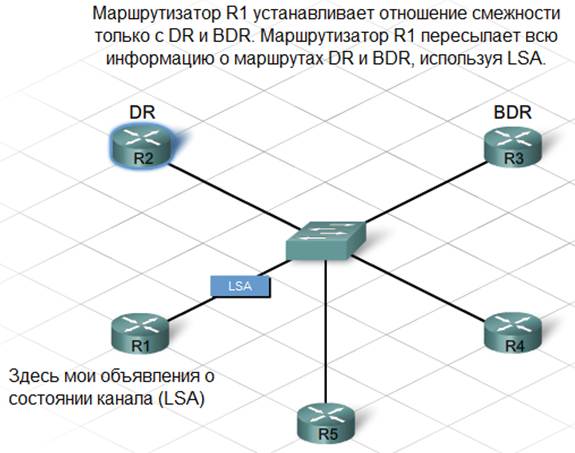 Маршрутизатор R1 устанавливает отношение смежности
только с DR и BDR. Маршрутизатор R1 пересылает всю
информацию о маршрутах DR и BDR, используя LSA.
DR
BDR
R2
R3
LSA
R1
R4
Здесь мои объявления о
состоянии канала (LSA)
R5